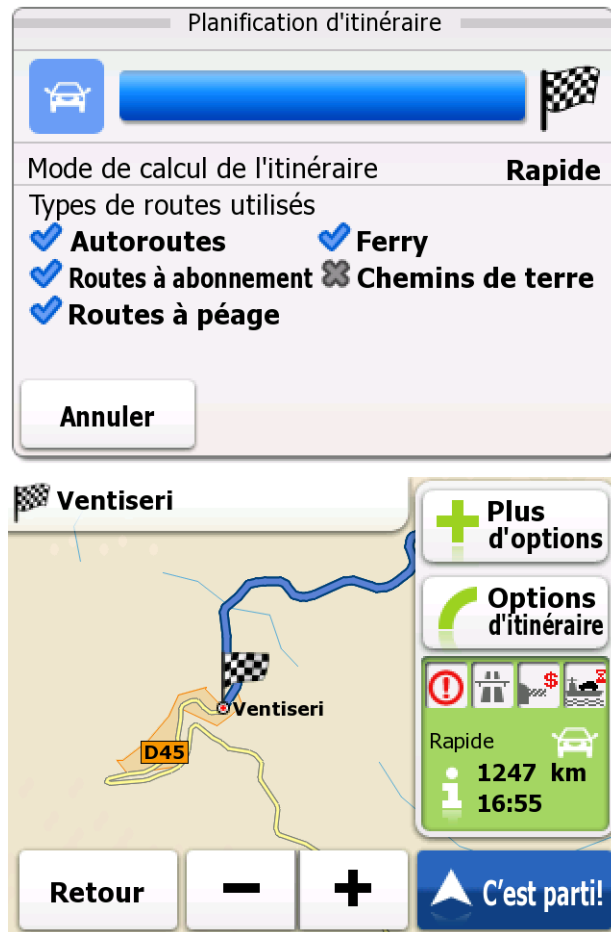 Planification d'itinéraire
Mode de calcul de l'itinéraire Rapide
Types de routes utilisés
Autoroutes Ferry
Routes à abonnement Chemins de terre
Routes à péage
Annuler
Ventiseri
Plus
d'options
Options
d'itinéraire
Ventiseri
D45
$
Rapide
1247 km
16:55
Retour
C'est parti!